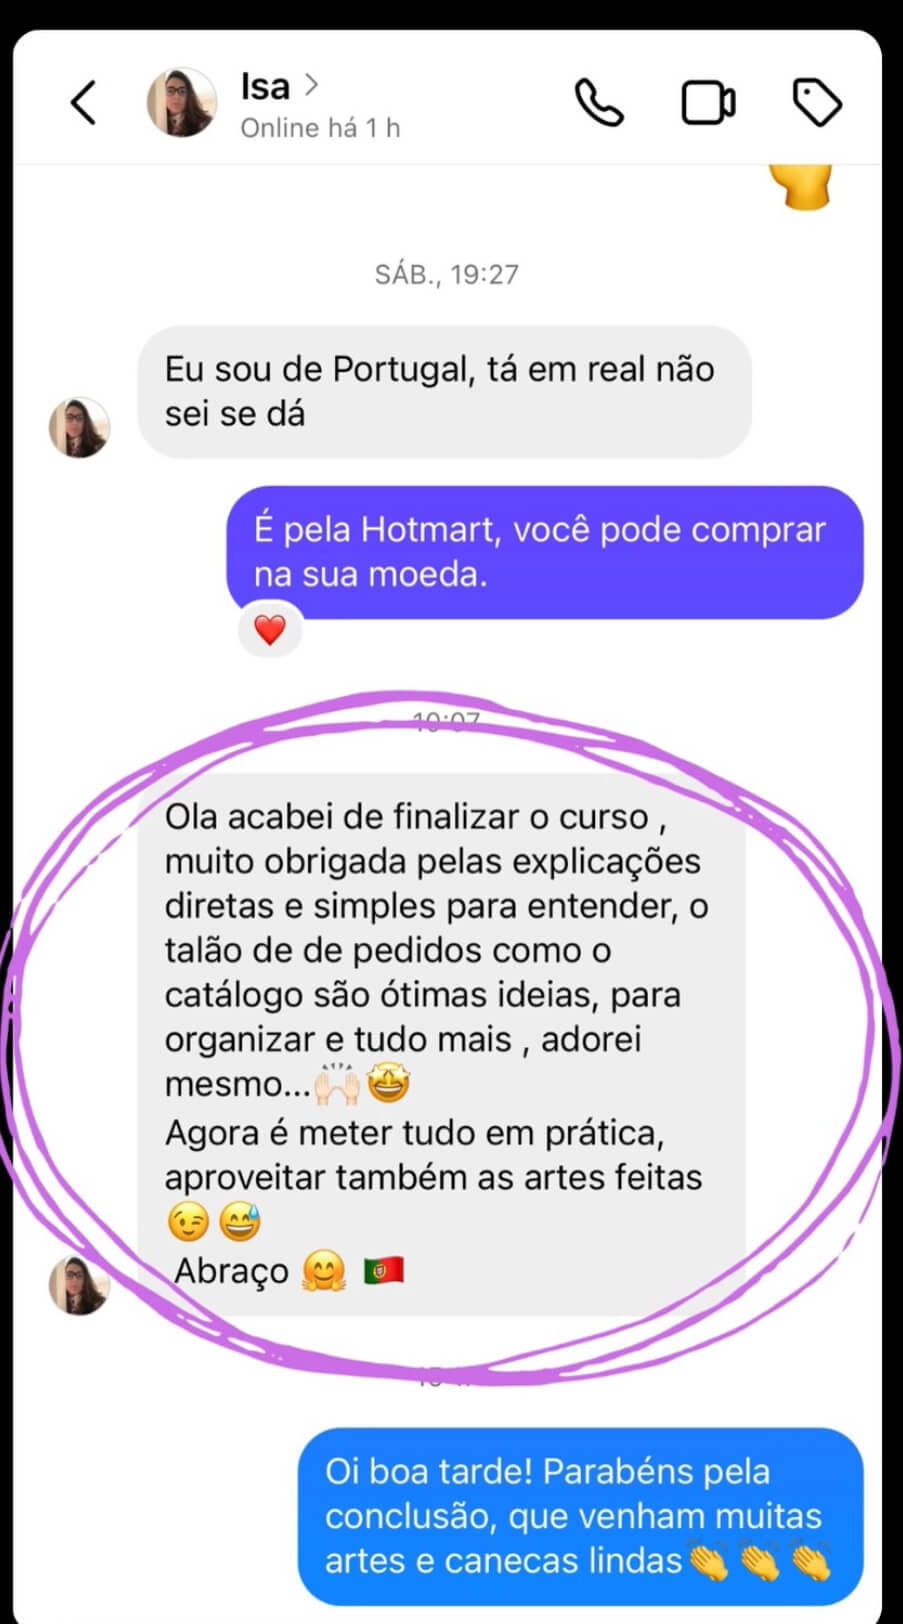 Isa
Online há 1 h
SÁB., 19:27
Eu sou de Portugal, tá em real não
sei se dá
É pela Hotmart, você pode comprar
na sua moeda.
10:07
Ola acabei de finalizar o curso ,
muito obrigada pelas explicações
diretas e simples para entender, o
talão de de pedidos como o
catálogo são ótimas ideias, para
organizar e tudo mais , adorei
mesmo...🙌🏻🤩
Agora é meter tudo em prática,
aproveitar também as artes feitas
😉😅
Abraço 🤗 🇵🇹
Oi boa tarde! Parabéns pela
conclusão, que venham muitas
artes e canecas lindas👏👏👏